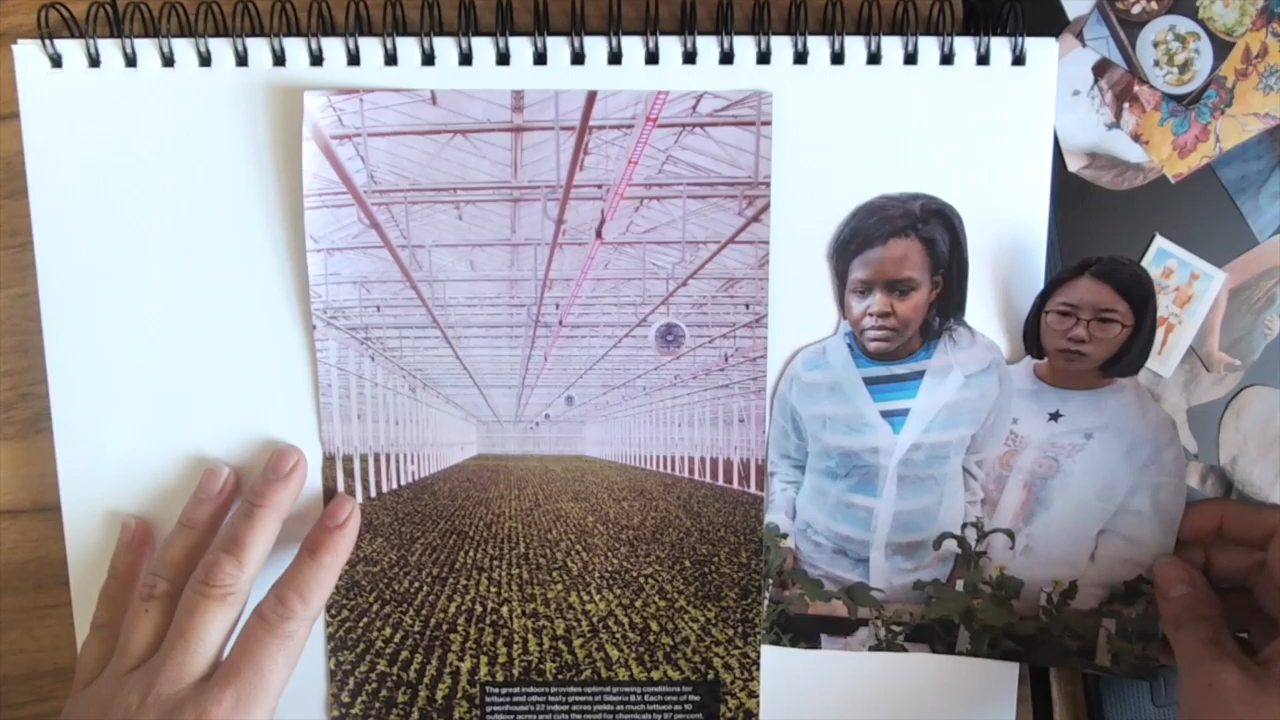 The great indoors provides optimal growing conditions for
lettuce and other leafy greens at Siberia B.V. Each one of the
greenhouse's 22 indoor acres yields as much lettuce as 10
outdoor acres and cuts the need for chemicals by 97 percent.